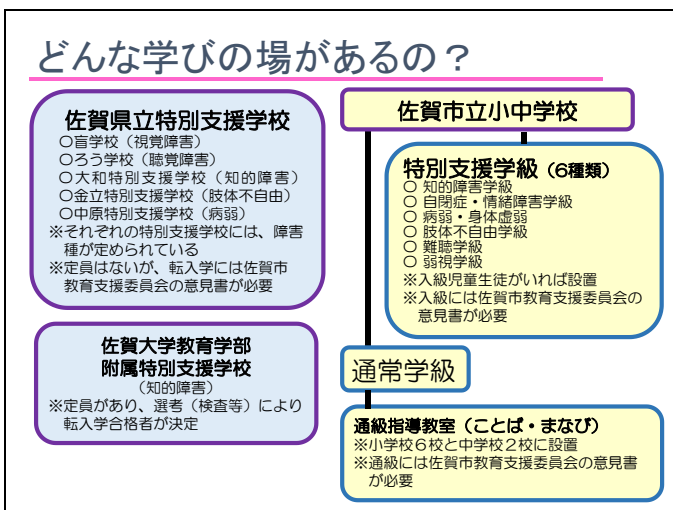 どんな学びの場があるの？
佐賀県立特別支援学校
〇盲学校（視覚障害）
〇ろう学校（聴覚障害）
〇大和特別支援学校（知的障害）
〇金立特別支援学校（肢体不自由）
〇中原特別支援学校（病弱）
※それぞれの特別支援学校には、障害
種が定められている
※定員はないが、転入学には佐賀市
教育支援委員会の意見書が必要
佐賀大学教育学部
附属特別支援学校
（知的障害）
※定員があり、選考（検査等）により
転入学合格者が決定
佐賀市立小中学校
特別支援学級（6種類）
〇 知的障害学級
〇 自閉症・情緒障害学級
〇 病弱・身体虚弱
〇 肢体不自由学級
〇 難聴学級
〇 弱視学級
※入級児童生徒がいれば設置
※入級には佐賀市教育支援委員会の
意見書が必要
通常学級
通級指導教室（ことば・まなび）
※小学校６校と中学校２校に設置
※通級には佐賀市教育支援委員会の意見書
が必要